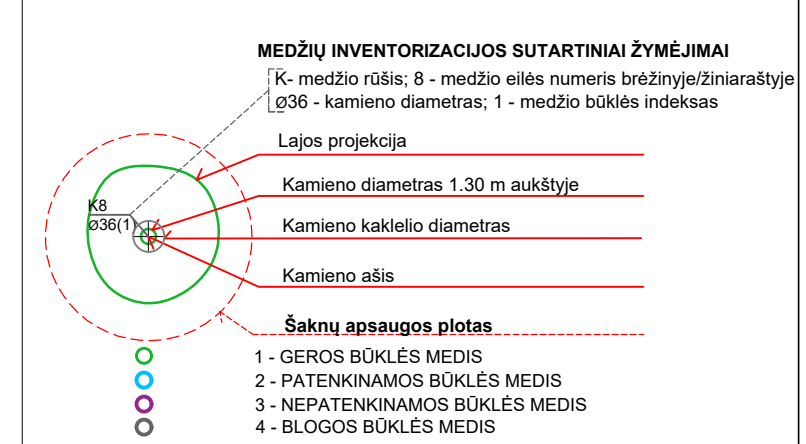 MEDŽIŲ INVENTORIZACIJOS SUTARTINIAI ŽYMĖJIMAI
K- medžio rūšis; 8 - medžio eilės numeris brėžinyje/žiniaraštyje
ø36 - kamieno diametras; 1 - medžio būklės indeksas
Lajos projekcija
Kamieno diametras 1.30 m aukštyje
K8
ø36(1)
Kamieno kaklelio diametras
Kamieno ašis
Šaknų apsaugos plotas
1 - GEROS BŪKLĖS MEDIS
2 - PATENKINAMOS BŪKLĖS MEDIS
3 - NEPATENKINAMOS BŪKLĖS MEDIS
4 - BLOGOS BŪKLĖS MEDIS